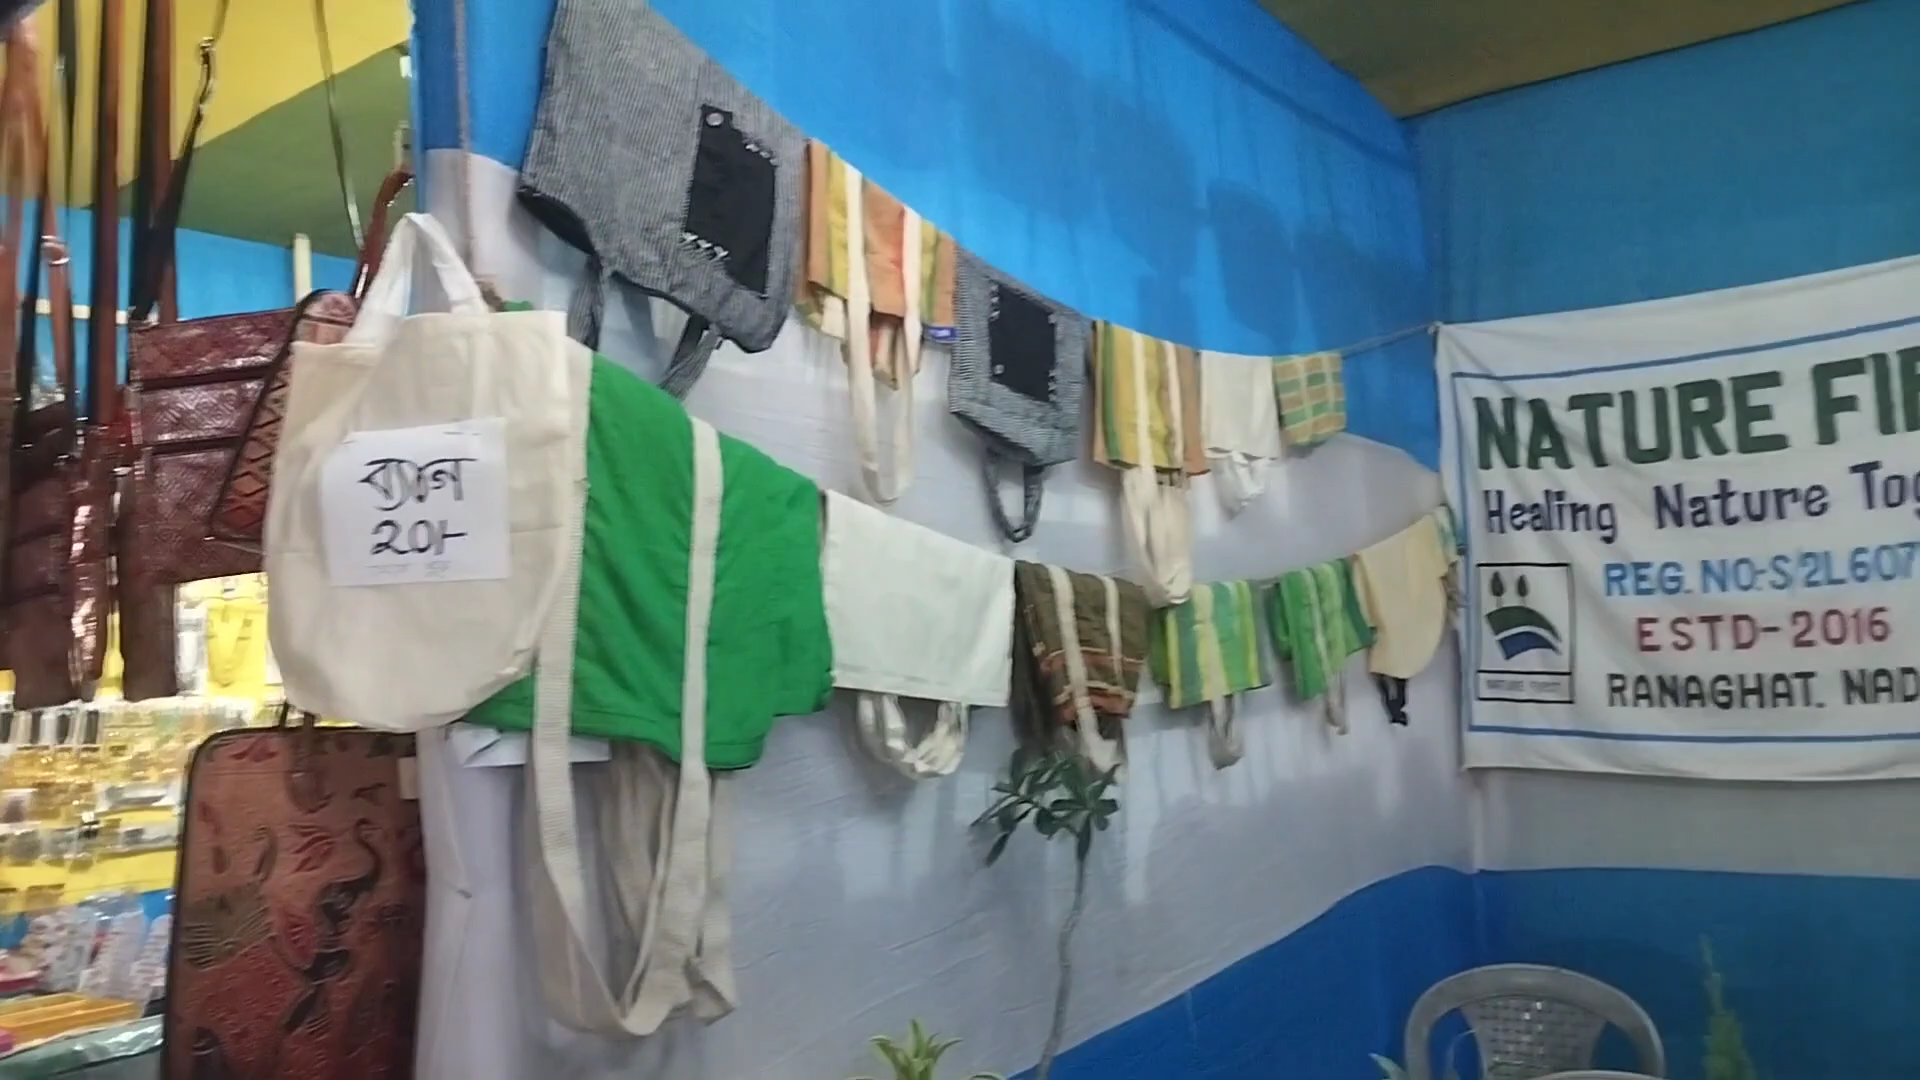 ব্যাগ
20/-
NATURE FI
Healing Nature Tog
REG. NO:-S/2L607
ESTD-2016
RANAGHAT. NAD